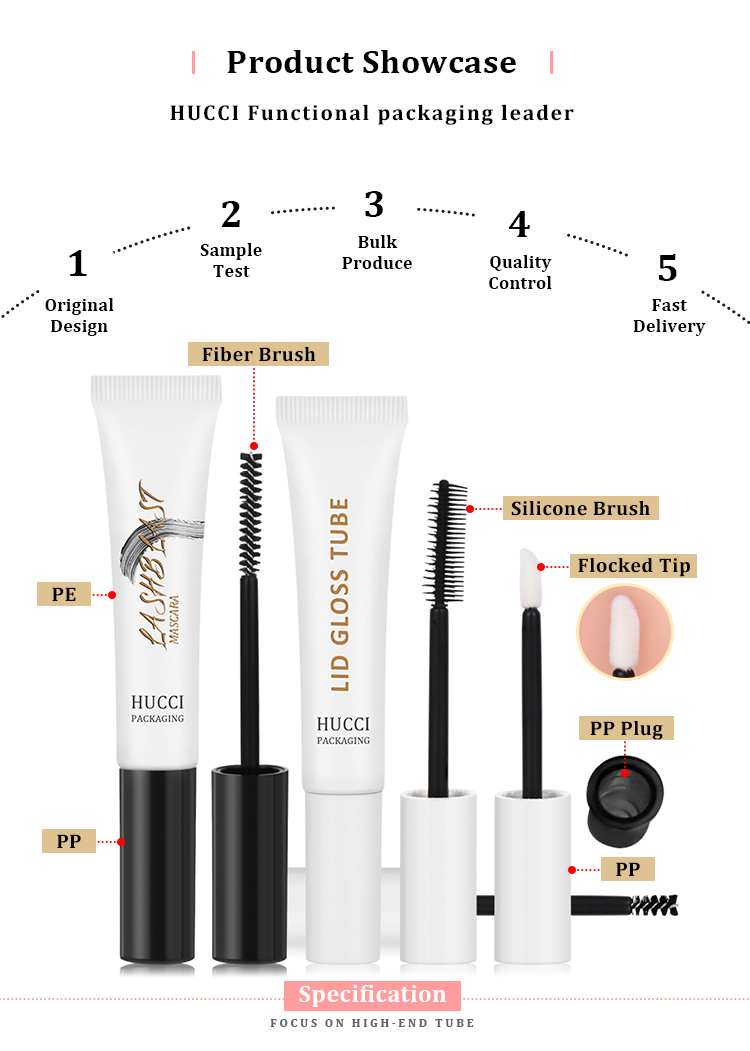 Product Showcase
HUCCI Functional packaging leader
1
Original
Design
2
Sample
Test
3
Bulk
Produce
4
Quality
Control
5
Fast
Delivery
Fiber Brush
Silicone Brush
Flocked Tip
PE
LASHBLAST
MASCARA
HUCCI
PACKAGING
LID GLOSS TUBE
HUCCI
PACKAGING
PP Plug
PP
PP
Specification
FOCUS ON HIGH-END TUBE